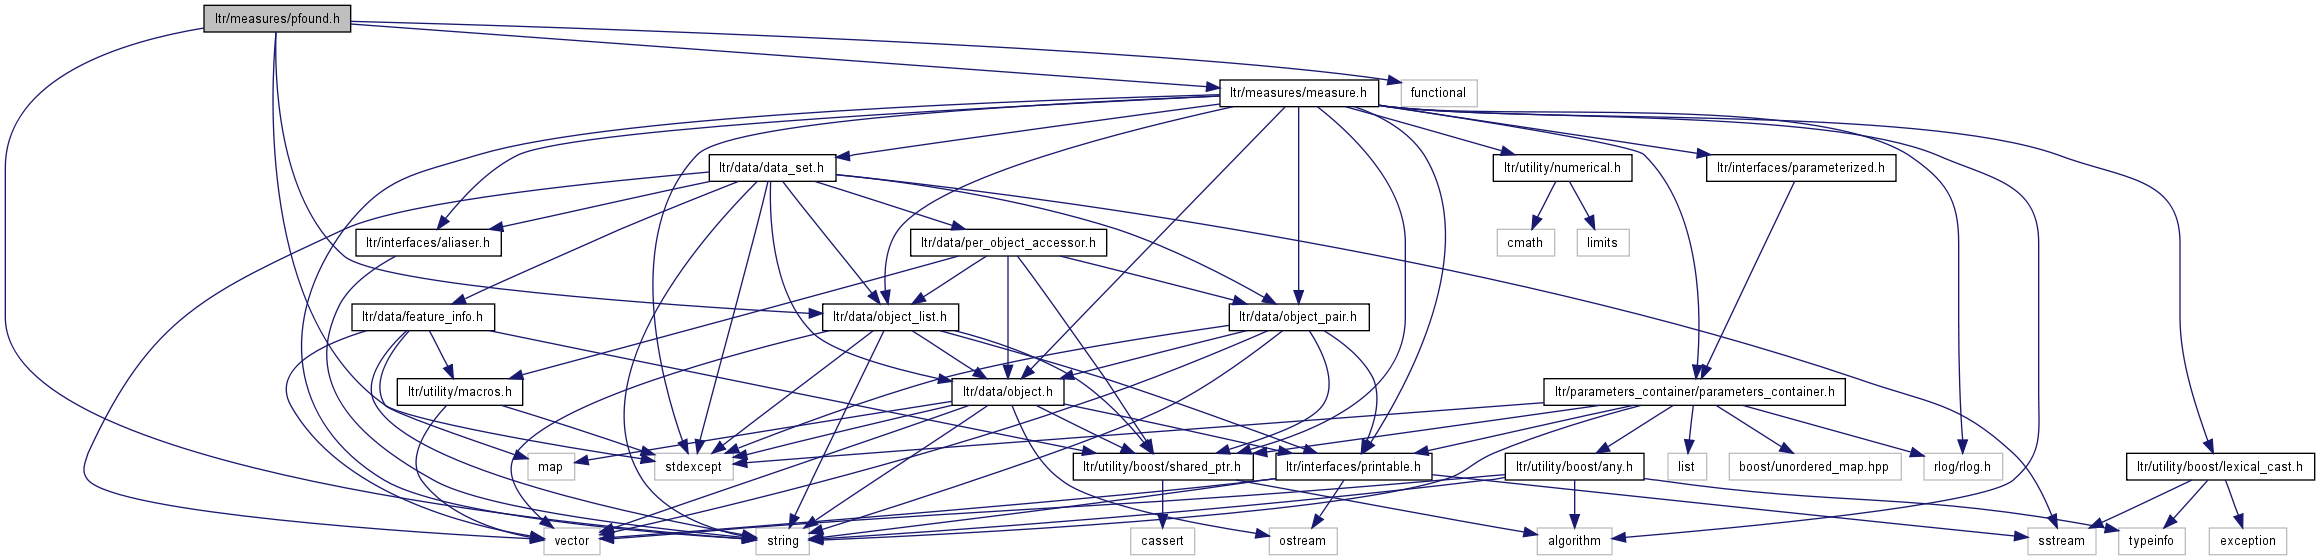 ltr/measures/pfound.h
ltr/measures/measure.h
functional
ltr/data/data_set.h
ltr/utility/numerical.h
ltr/interfaces/parameterized.h
ltr/interfaces/aliaser.h
ltr/data/per_object_accessor.h
cmath
limits
ltr/data/feature_info.h
ltr/data/object_list.h
ltr/data/object_pair.h
ltr/utility/macros.h
ltr/data/object.h
ltr/parameters_container/parameters_container.h
map
stdexcept
ltr/utility/boost/shared_ptr.h
ltr/interfaces/printable.h
ltr/utility/boost/any.h
list
boost/unordered_map.hpp
rlog/rlog.h
ltr/utility/boost/lexical_cast.h
vector
string
cassert
ostream
algorithm
sstream
typeinfo
exception